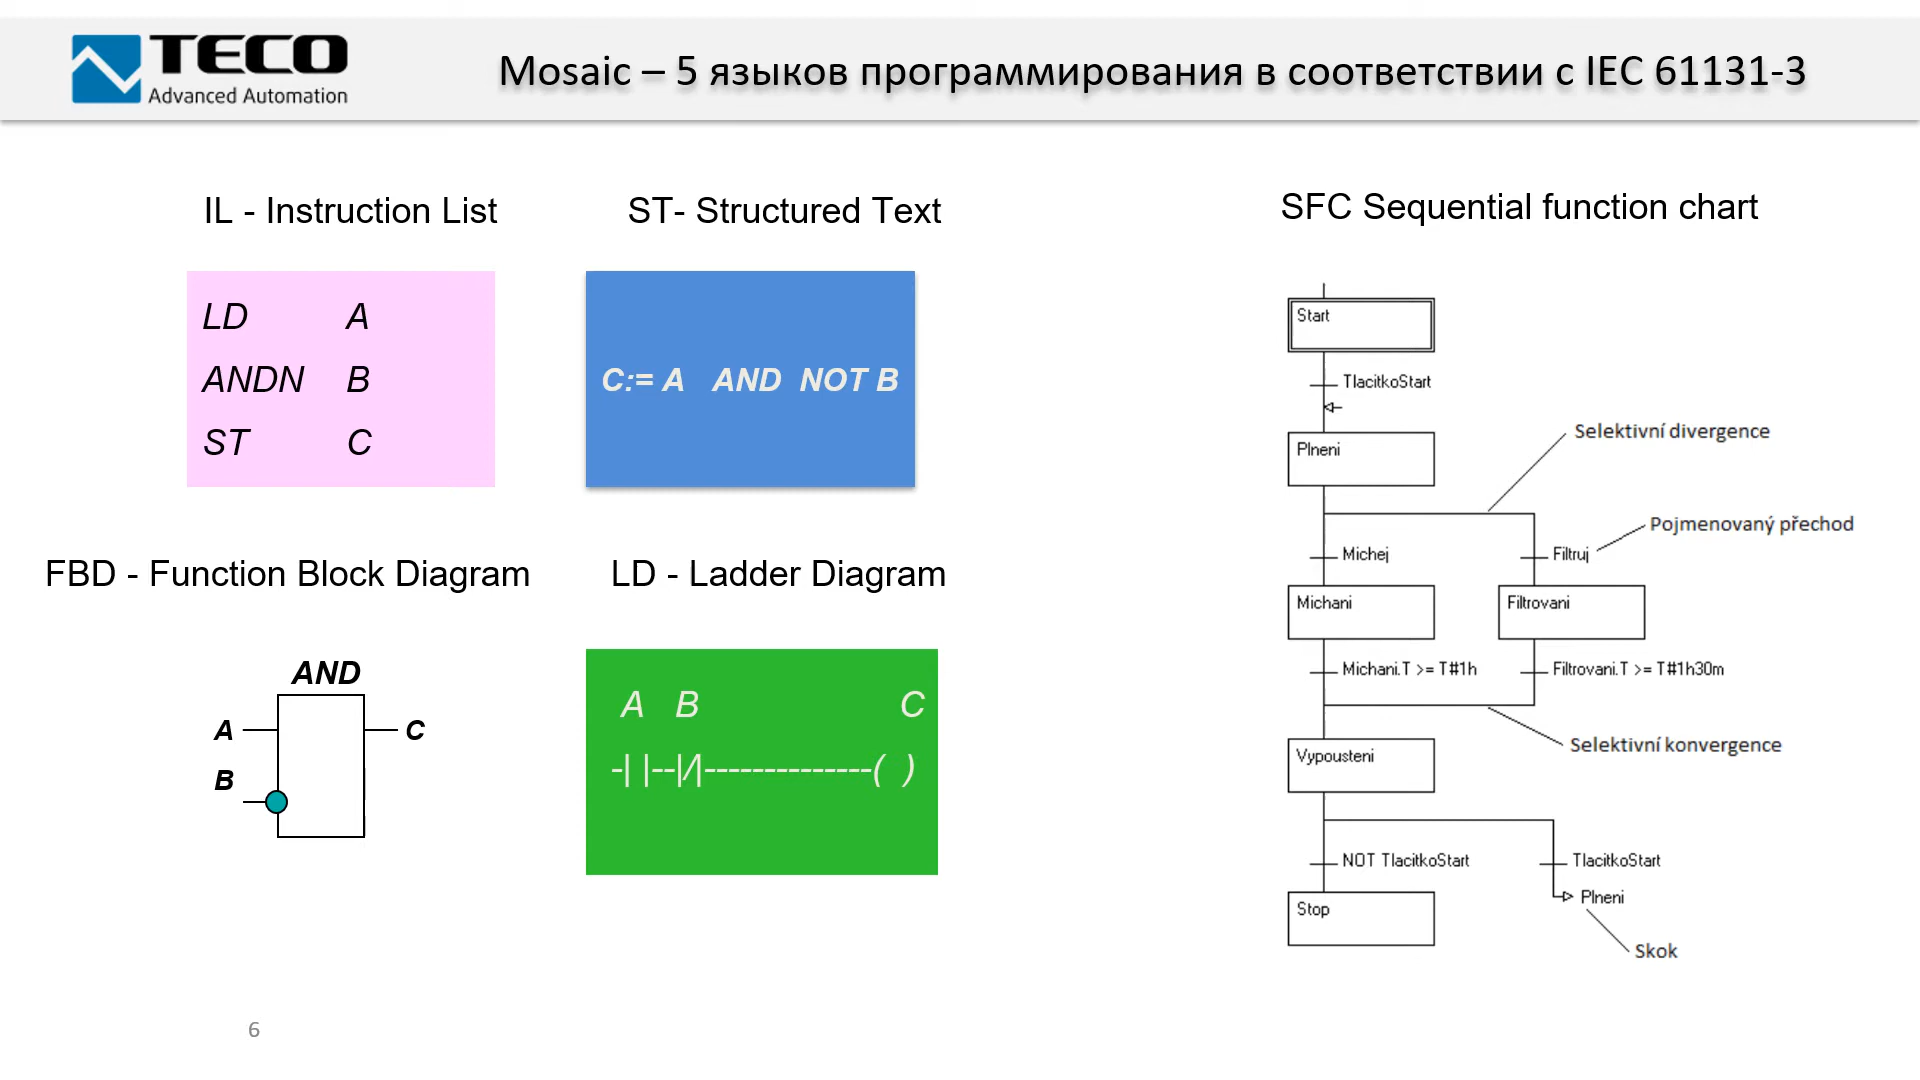 TECO
Advanced Automation
Mosaic – 5 языков программирования в соответствии с IEC 61131-3
IL - Instruction List
LD A
ANDN B
ST C
ST- Structured Text
C:= A AND NOT B
FBD - Function Block Diagram
AND
A
B
C
LD - Ladder Diagram
A B C
-| |--|/|--------------( )
SFC Sequential function chart
Start
TlacitkoStart
Plneni
Selektivní divergence
Pojmenovaný přechod
Michej
Filtruj
Michani
Filtrovani
Michani.T >= T#1h
Filtrovani.T >= T#1h30m
Selektivní konvergence
Vypousteni
NOT TlacitkoStart
TlacitkoStart
Plneni
Stop
Skok
6